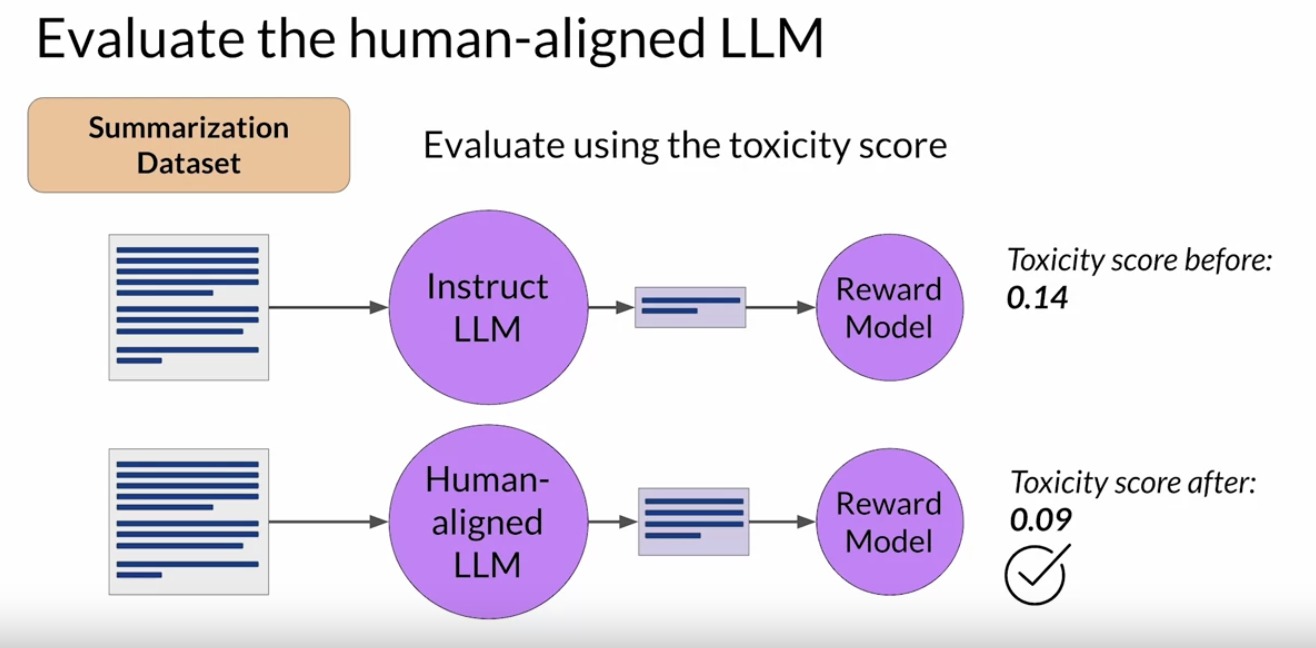 Evaluate the human-aligned LLM
Summarization
Dataset
Evaluate using the toxicity score
Instruct
LLM
Reward
Model
Toxicity score before:
0.14
Human-
aligned
LLM
Reward
Model
Toxicity score after:
0.09